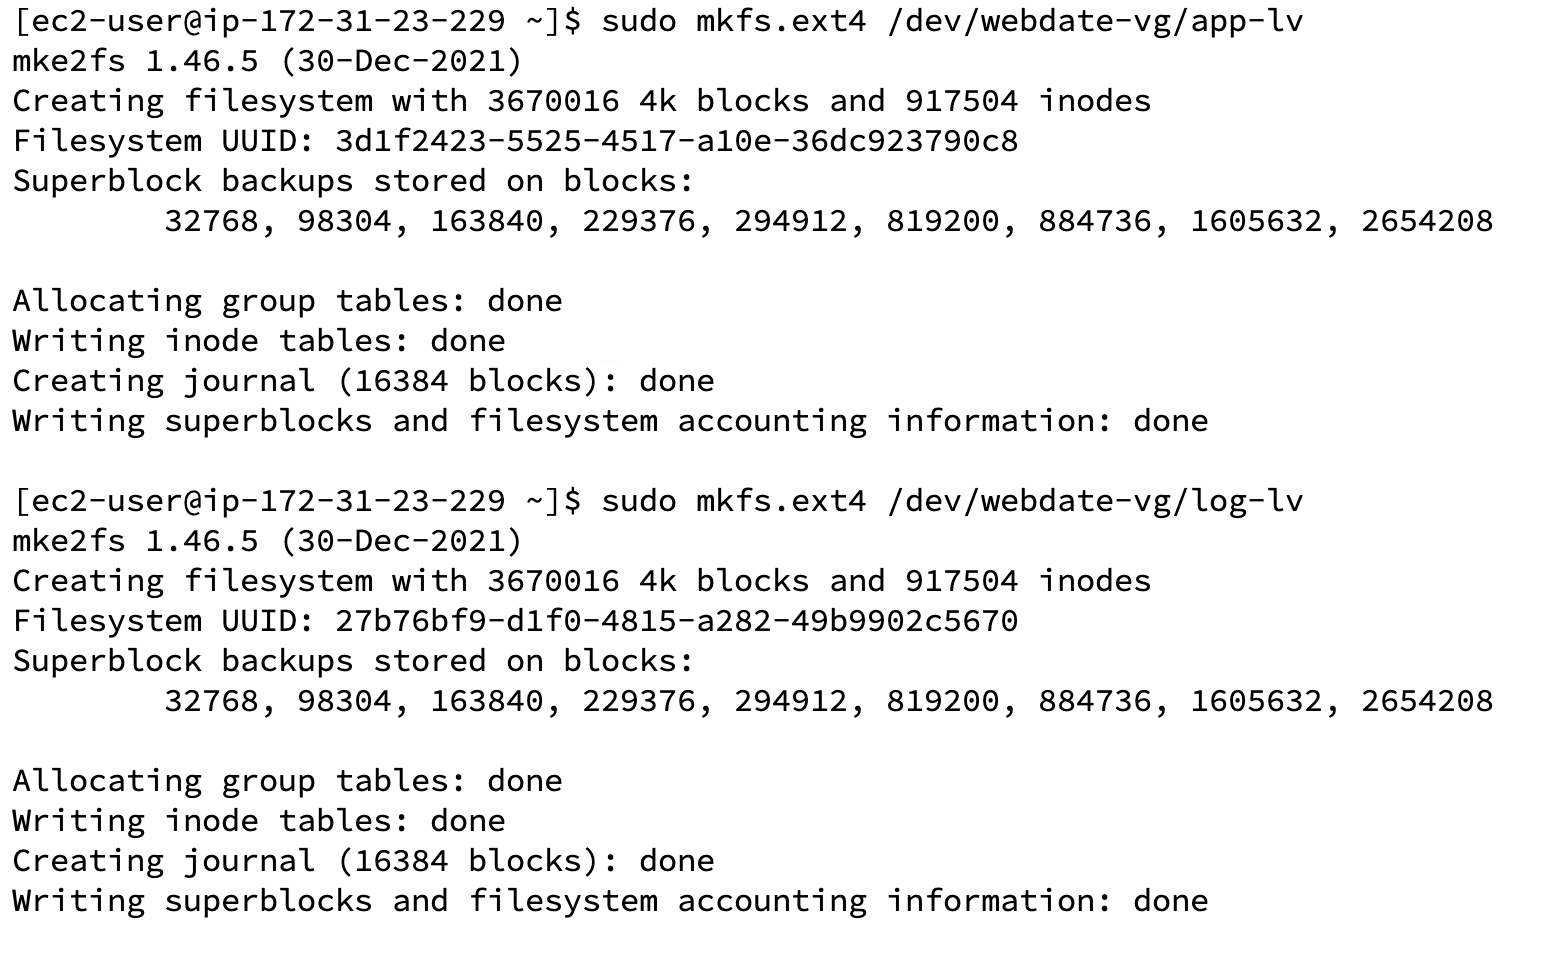 [ec2-user@ip-172-31-23-229 ~]$ sudo mkfs.ext4 /dev/webdate-vg/app-lv
mke2fs 1.46.5 (30-Dec-2021)
Creating filesystem with 3670016 4k blocks and 917504 inodes
Filesystem UUID: 3d1f2423-5525-4517-a10e-36dc923790c8
Superblock backups stored on blocks:
        32768, 98304, 163840, 229376, 294912, 819200, 884736, 1605632, 2654208

Allocating group tables: done
Writing inode tables: done
Creating journal (16384 blocks): done
Writing superblocks and filesystem accounting information: done

[ec2-user@ip-172-31-23-229 ~]$ sudo mkfs.ext4 /dev/webdate-vg/log-lv
mke2fs 1.46.5 (30-Dec-2021)
Creating filesystem with 3670016 4k blocks and 917504 inodes
Filesystem UUID: 27b76bf9-d1f0-4815-a282-49b9902c5670
Superblock backups stored on blocks:
        32768, 98304, 163840, 229376, 294912, 819200, 884736, 1605632, 2654208

Allocating group tables: done
Writing inode tables: done
Creating journal (16384 blocks): done
Writing superblocks and filesystem accounting information: done